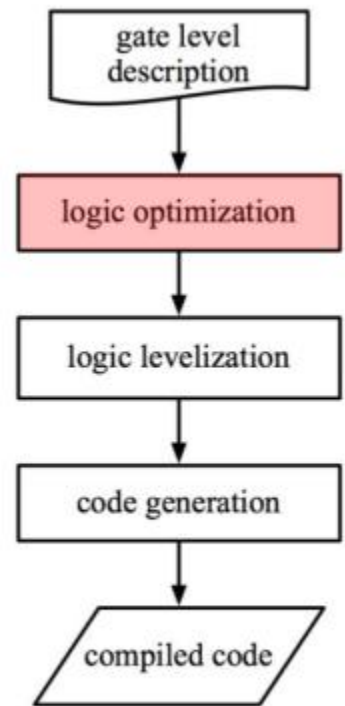 gate level
description
logic optimization
logic levelization
code generation
compiled code